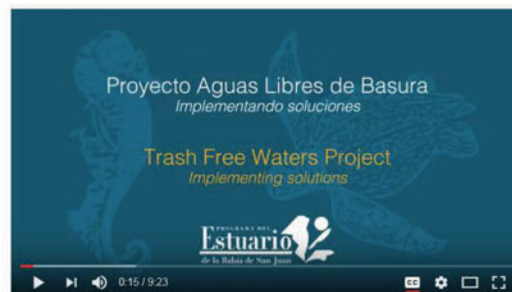 Proyecto Aguas Libres de Basura
Implementando soluciones
Trash Free Waters Project
Implementing solutions
PROGRAMA DEL
Estuario
de la Bahía de San Juan
0:15 / 9:23
CC